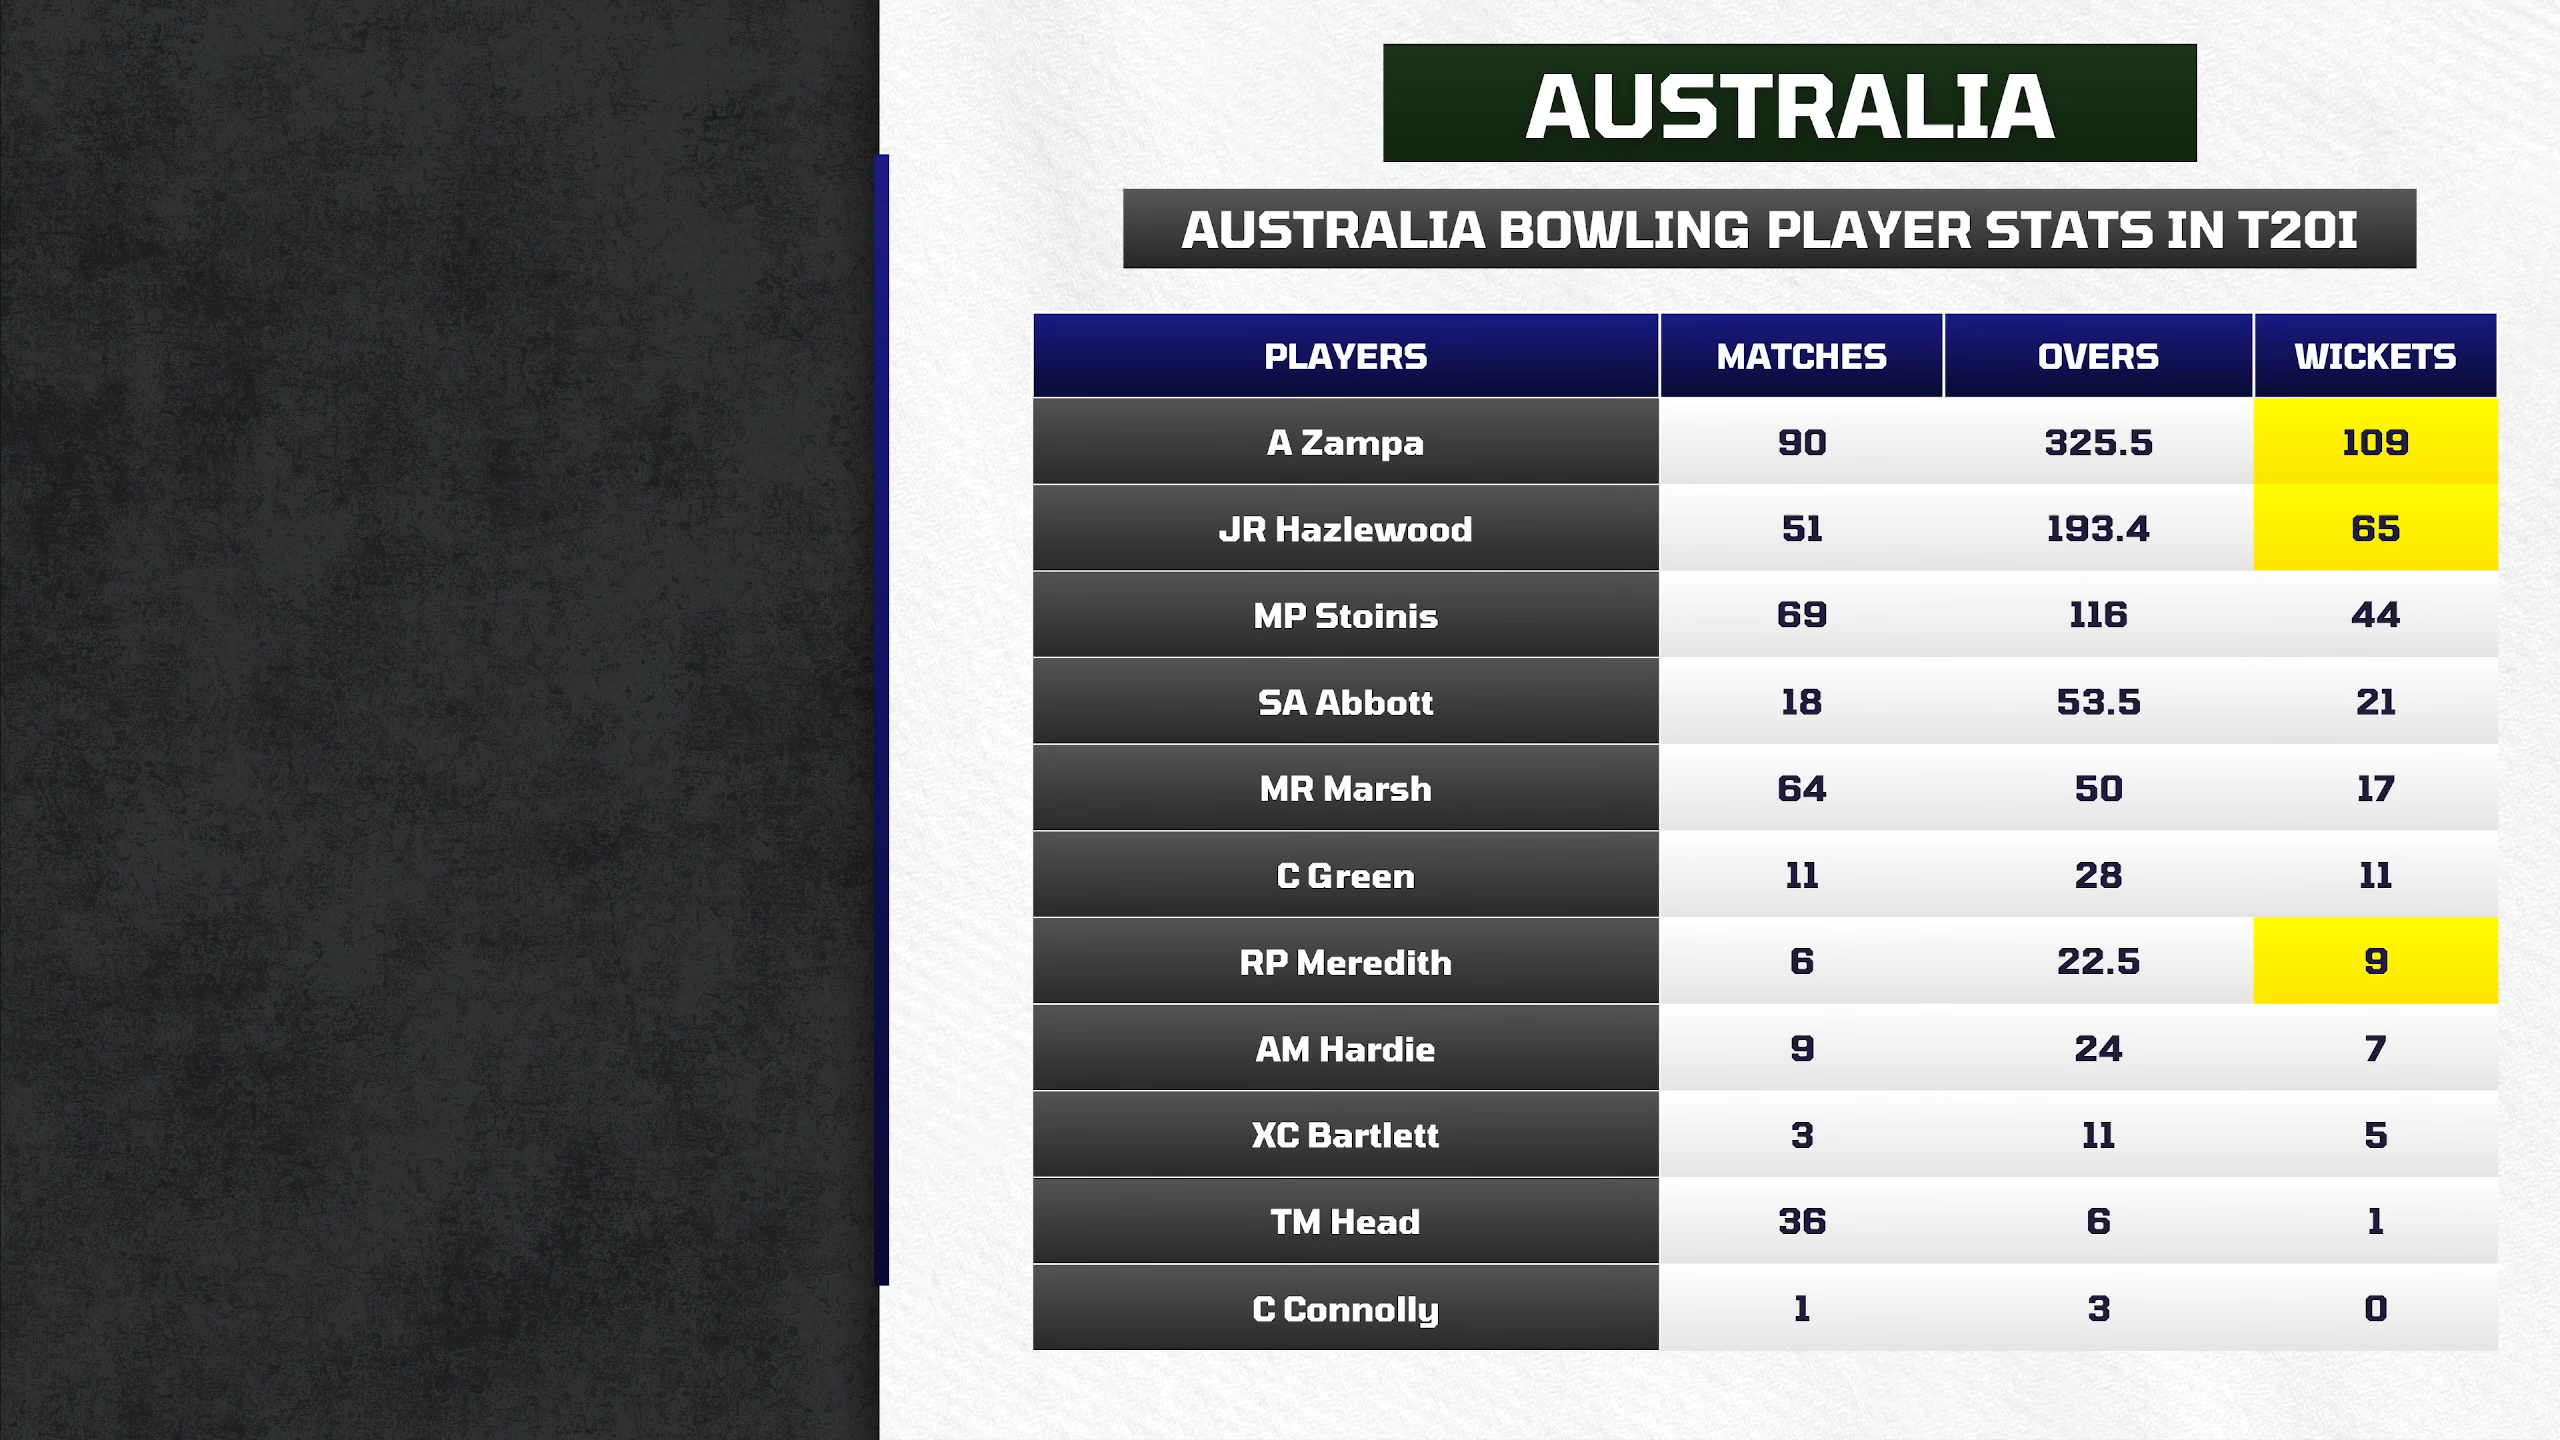 AUSTRALIA
AUSTRALIA BOWLING PLAYER STATS IN T20I
PLAYERS MATCHES OVERS WICKETS
A Zampa 90 325.5 109
JR Hazlewood 51 193.4 65
MP Stoinis 69 116 44
SA Abbott 18 53.5 21
MR Marsh 64 50 17
C Green 11 28 11
RP Meredith 6 22.5 9
AM Hardie 9 24 7
XC Bartlett 3 11 5
TM Head 36 6 1
C Connolly 1 3 0